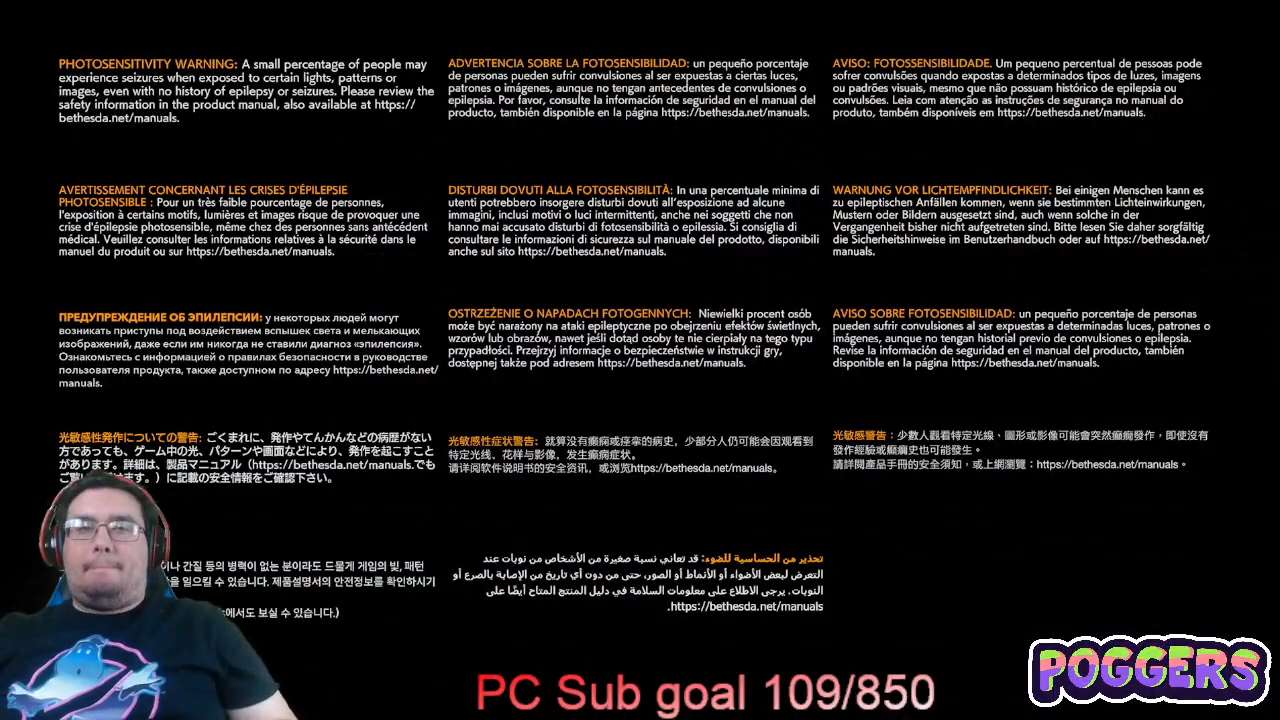 PHOTOSENSITIVITY WARNING: A small percentage of people may
experience seizures when exposed to certain lights, patterns or
images, even with no history of epilepsy or seizures. Please review the
safety information in the product manual, also available at https://
bethesda.net/manuals.
ADVERTENCIA SOBRE LA FOTOSENSIBILIDAD: un pequeño porcentaje
de personas pueden sufrir convulsiones al ser expuestas a ciertas luces,
patrones o imágenes, aunque no tengan antecedentes de convulsiones o
epilepsia. Por favor, consulte la información de seguridad en el manual del
producto, también disponible en la página https://bethesda.net/manuals.
AVISO: FOTOSSENSIBILIDADE. Um pequeno percentual de pessoas pode
sofrer convulsões quando expostas a determinados tipos de luzes, imagens
ou padrões visuais, mesmo que não possuam histórico de epilepsia ou
convulsões. Leia com atenção as instruções de segurança no manual do
produto, também disponíveis em https://bethesda.net/manuals.
AVERTISSEMENT CONCERNANT LES CRISES D'ÉPILEPSIE
PHOTOSENSIBLE : Pour un très faible pourcentage de personnes,
l'exposition à certains motifs, lumières et images risque de provoquer une
crise d'épilepsie photosensible, même chez des personnes sans antécédent
médical. Veuillez consulter les informations relatives à la sécurité dans le
manuel du produit ou sur https://bethesda.net/manuals.
DISTURBI DOVUTI ALLA FOTOSENSIBILITÀ: In una percentuale minima di
utenti potrebbero insorgere disturbi dovuti all'esposizione ad alcune
immagini, inclusi motivi o luci intermittenti, anche nei soggetti che non
hanno mai accusato disturbi di fotosensibilità o epilessia. Si consiglia di
consultare le informazioni di sicurezza sul manuale del prodotto, disponibili
anche sul sito https://bethesda.net/manuals.
WARNUNG VOR LICHTEMPFINDLICHKEIT: Bei einigen Menschen kann es
zu epileptischen Anfällen kommen, wenn sie bestimmten Lichteinwirkungen,
Mustern oder Bildern ausgesetzt sind, auch wenn solche in der
Vergangenheit bisher nicht aufgetreten sind. Bitte lesen Sie daher sorgfältig
die Sicherheitshinweise im Benutzerhandbuch oder auf https://bethesda.net/
manuals.
ПРЕДУПРЕЖДЕНИЕ ОБ ЭПИЛЕПСИИ: у некоторых людей могут
возникать приступы под воздействием вспышек света и мелькающих
изображений, даже если им никогда не ставили диагноз «эпилепсия».
Ознакомьтесь с информацией о правилах безопасности в руководстве
пользователя продукта, также доступном по адресу https://bethesda.net/
manuals.
OSTRZEŻENIE O NAPADACH FOTOGENNYCH: Niewielki procent osób
może być narażony na ataki epileptyczne po obejrzeniu efektów świetlnych,
wzorów lub obrazów, nawet jeśli dotąd osoby te nie cierpiały na tego typu
przypadłości. Przejrzyj informacje o bezpieczeństwie w instrukcji gry,
dostępnej także pod adresem https://bethesda.net/manuals.
AVISO SOBRE FOTOSENSIBILIDAD: un pequeño porcentaje de personas
pueden sufrir convulsiones al ser expuestas a determinadas luces, patrones o
imágenes, aunque no tengan historial previo de convulsiones o epilepsia.
Revise la información de seguridad en el manual del producto, también
disponible en la página https://bethesda.net/manuals.
光敏感性発作についての警告: ごくまれに、発作やてんかんなどの病歴がない
方であっても、ゲーム中の光、パターンや画面などにより、発作を起こすこと
があります。詳細は、製品マニュアル（https://bethesda.net/manuals.でも
ご覧いただけます。）に記載の安全情報をご確認下さい。
光敏感性症状警告: 就算没有癫痫或痉挛的病史，少部分人仍可能会因观看到
特定光线、花样与影像，发生癫痫症状。
请详阅软件说明书的安全资讯，或浏览https://bethesda.net/manuals。
光敏感警告：少數人觀看特定光線、圖形或影像可能會突然癲癇發作，即使沒有
發作經驗或癲癇史也可能發生。
請詳閱產品手冊的安全須知，或上網瀏覽：https://bethesda.net/manuals。
이나 간질 등의 병력이 없는 분이라도 드물게 게임의 빛, 패턴
을 일으킬 수 있습니다. 제품설명서의 안전정보를 확인하시기
에서도 보실 수 있습니다.)
تحذير من الحساسية للضوء: قد تعاني نسبة صغيرة من الأشخاص من نوبات عند
التعرض لبعض الأضواء أو الأنماط أو الصور، حتى من دون أي تاريخ من الإصابة بالصرع أو
النوبات. يرجى الاطلاع على معلومات السلامة في دليل المنتج المتاح أيضًا على
https://bethesda.net/manuals.
PC Sub goal 109/850
POGGERS